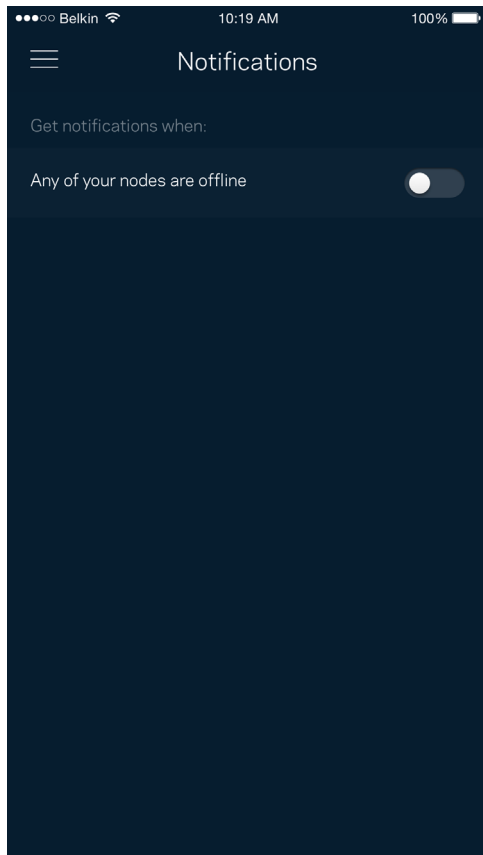 Belkin 10:19 AM 100%
Notifications
Get notifications when:
Any of your nodes are offline